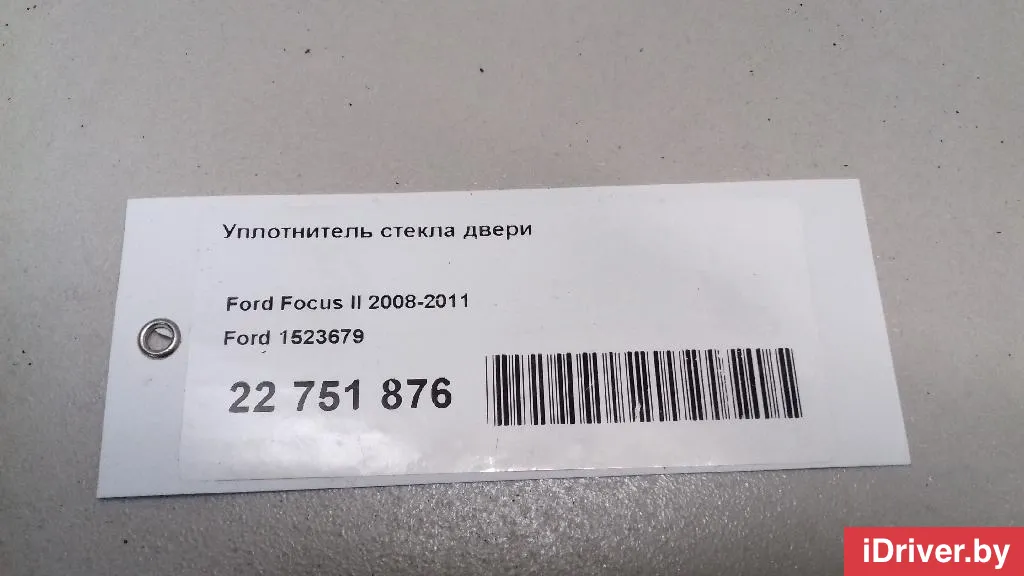 Уплотнитель стекла двери
Ford Focus II 2008-2011
Ford 1523679
22 751 876
iDriver.by